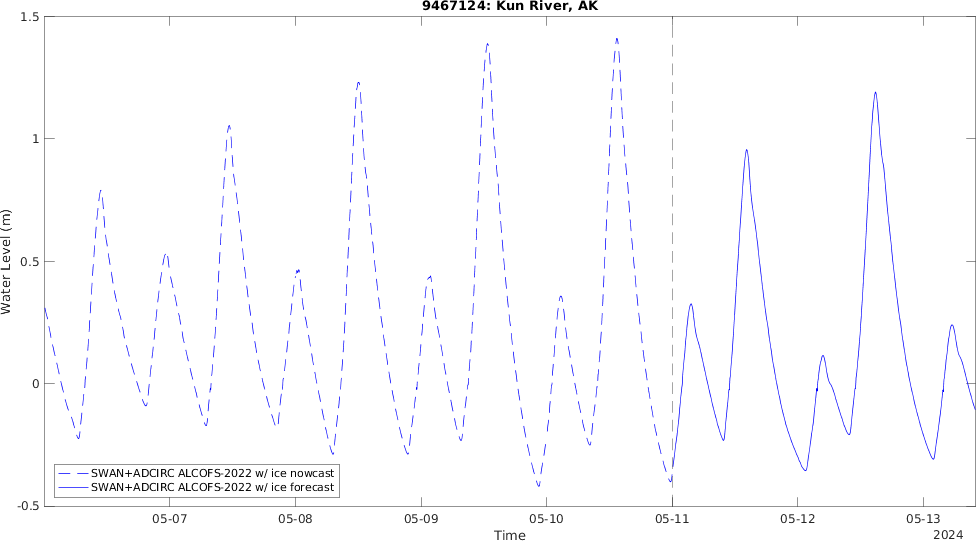 9467124: Kun River, AK
Water Level (m)
1.5
1
0.5
0
-0.5
SWAN+ADCIRC ALCOFS-2022 w/ ice nowcast
SWAN+ADCIRC ALCOFS-2022 w/ ice forecast
05-07
05-08
05-09
05-10
05-11
05-12
05-13
Time
2024